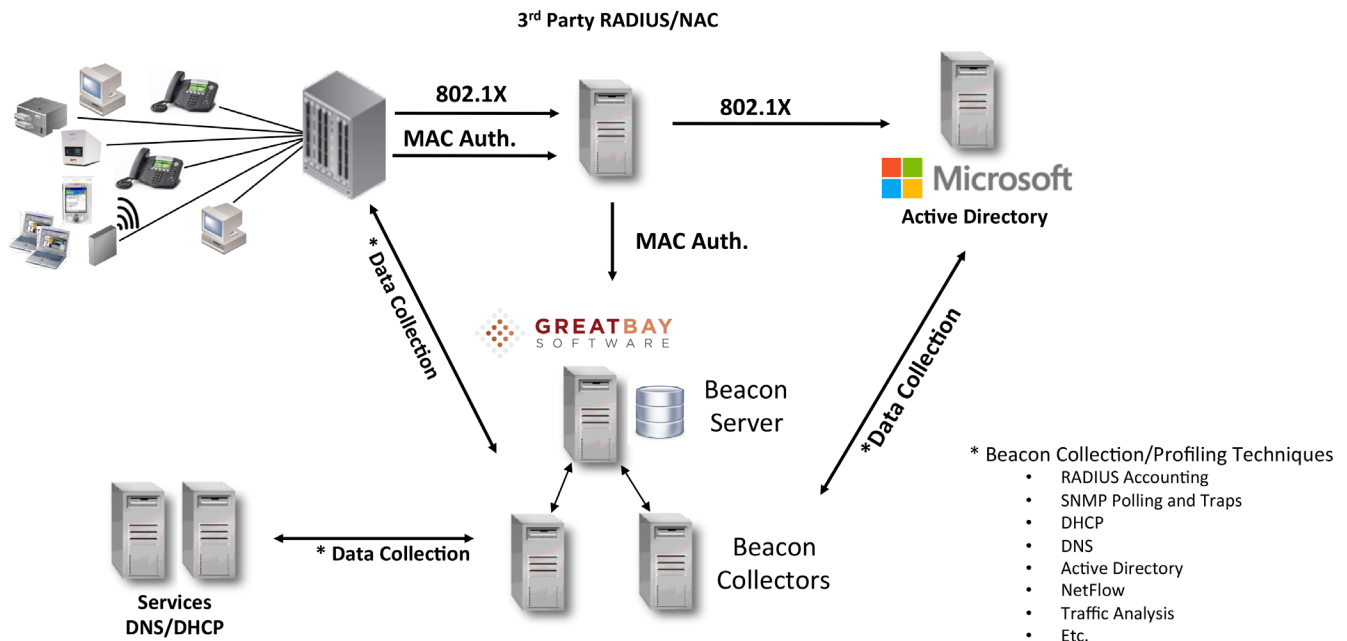 3rd Party RADIUS/NAC
802.1X
MAC Auth.
802.1X
Microsoft
Active Directory
MAC Auth.
* Data Collection
GREATBAY
SOFTWARE
Beacon
Server
*Data Collection
* Beacon Collection/Profiling Techniques
• RADIUS Accounting
• SNMP Polling and Traps
• DHCP
• DNS
• Active Directory
• NetFlow
• Traffic Analysis
• Etc.
* Data Collection
Beacon
Collectors
Services
DNS/DHCP